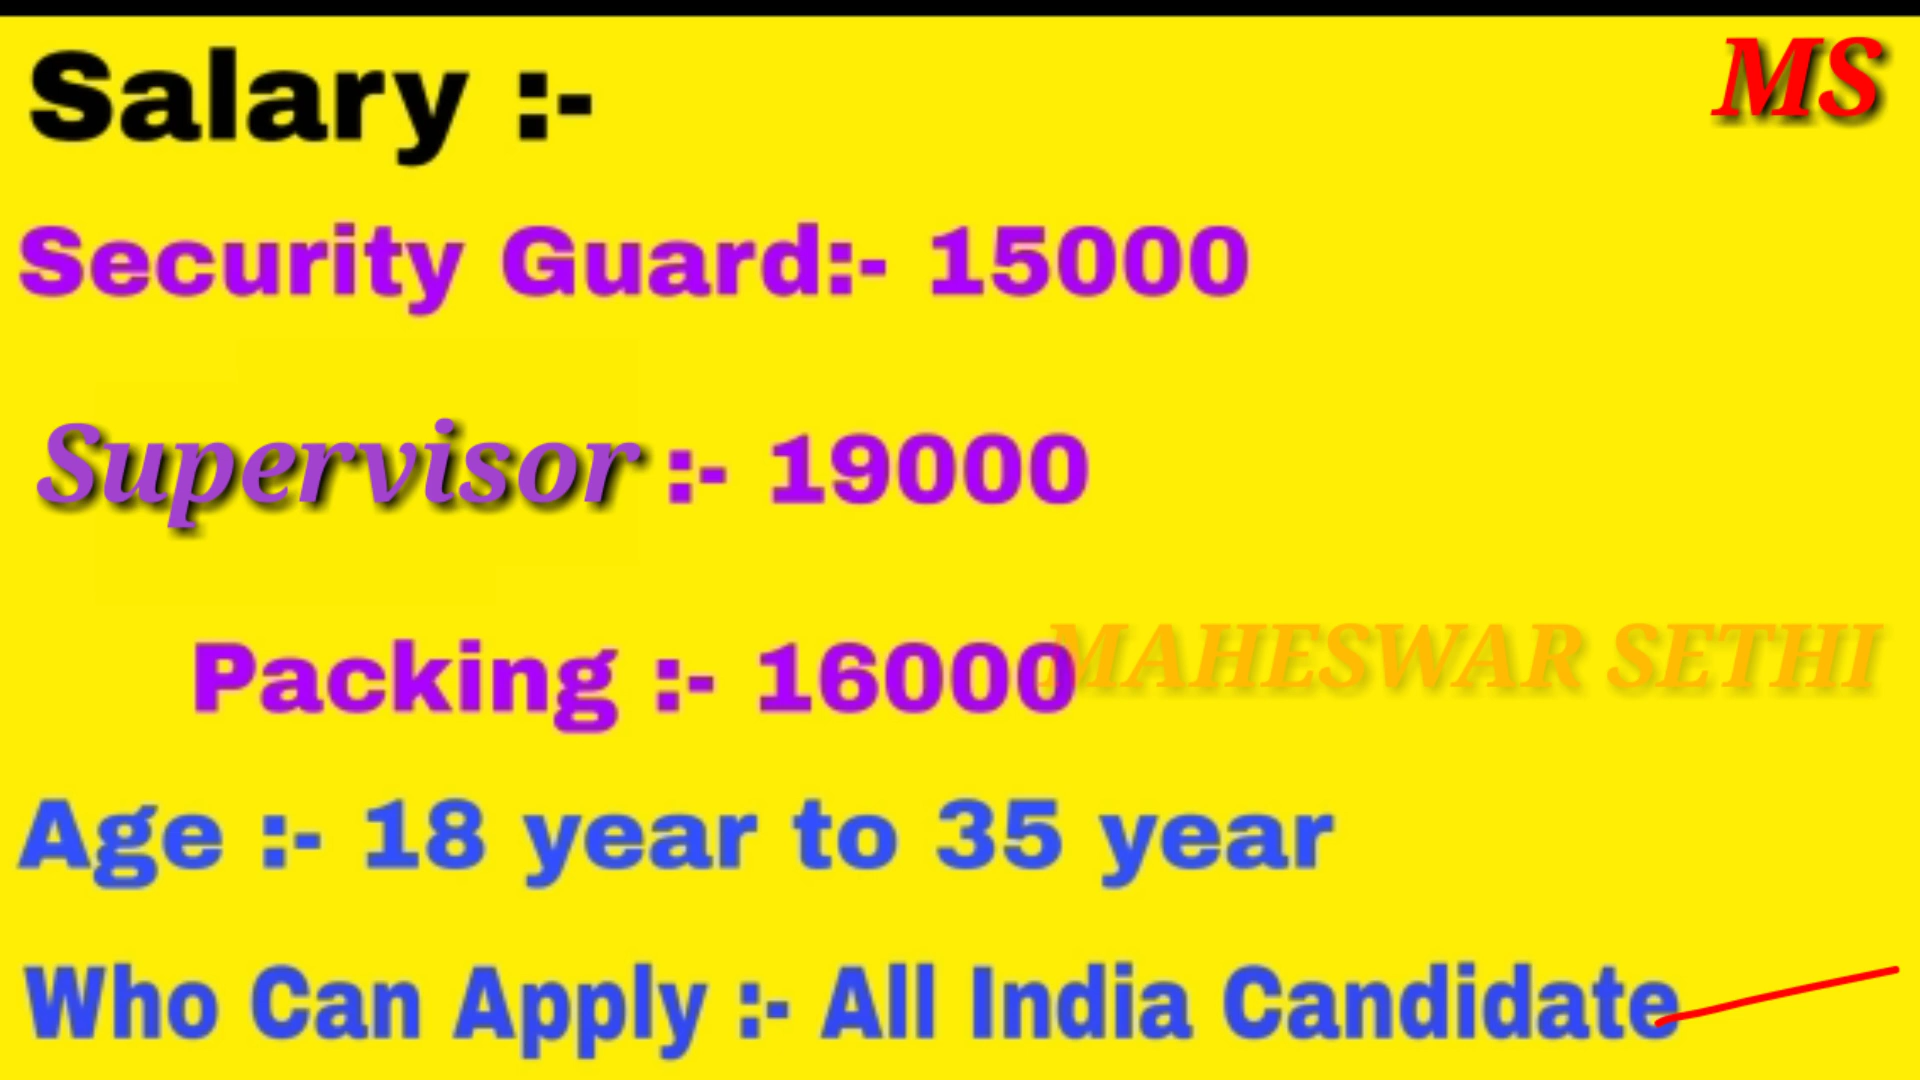 Salary :-
MS
Security Guard:- 15000
Supervisor :- 19000
Packing :- 16000
MAHESWAR SETHI
Age :- 18 year to 35 year
Who Can Apply :- All India Candidate